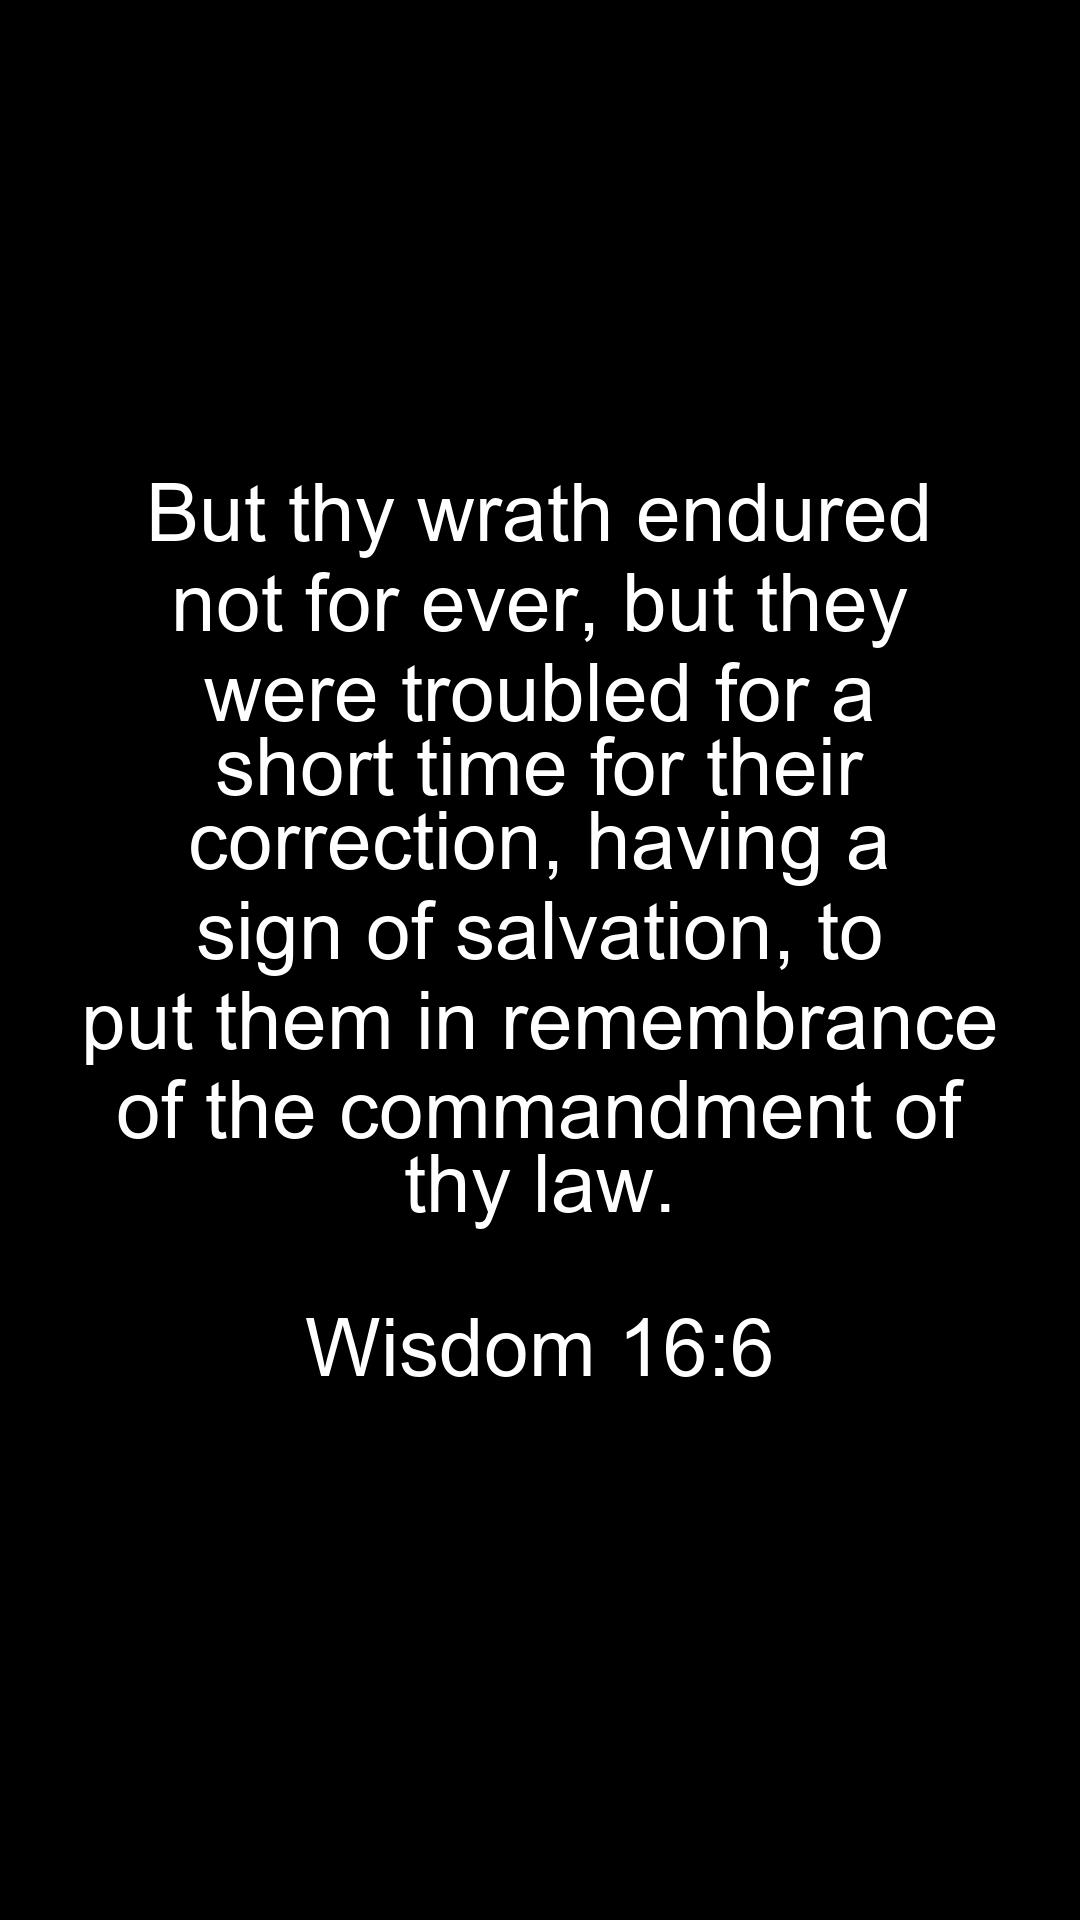 But thy wrath endured
not for ever, but they
were troubled for a
short time for their
correction, having a
sign of salvation, to
put them in remembrance
of the commandment of
thy law.
Wisdom 16:6